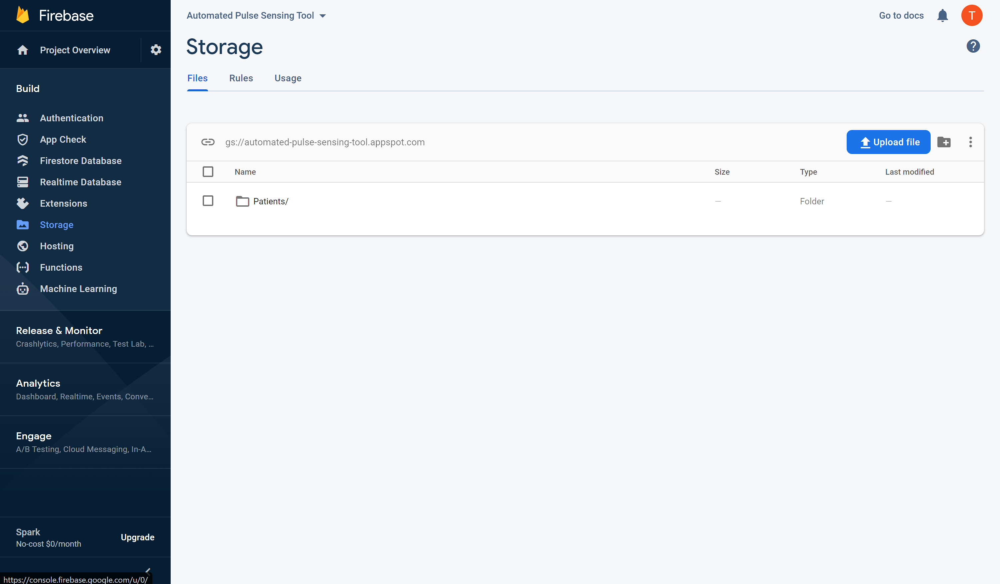 Firebase
Project Overview
Build
Authentication
App Check
Firestore Database
Realtime Database
Extensions
Storage
Hosting
Functions
Machine Learning
Release & Monitor
Crashlytics, Performance, Test Lab, ...
Analytics
Dashboard, Realtime, Events, Conve...
Engage
A/B Testing, Cloud Messaging, In-A...
Spark
No-cost $0/month
Upgrade
https://console.firebase.google.com/u/0/
Automated Pulse Sensing Tool
Go to docs
T
Storage
?
Files Rules Usage
gs://automated-pulse-sensing-tool.appspot.com
Upload file
Name Size Type Last modified
Patients/ — Folder —